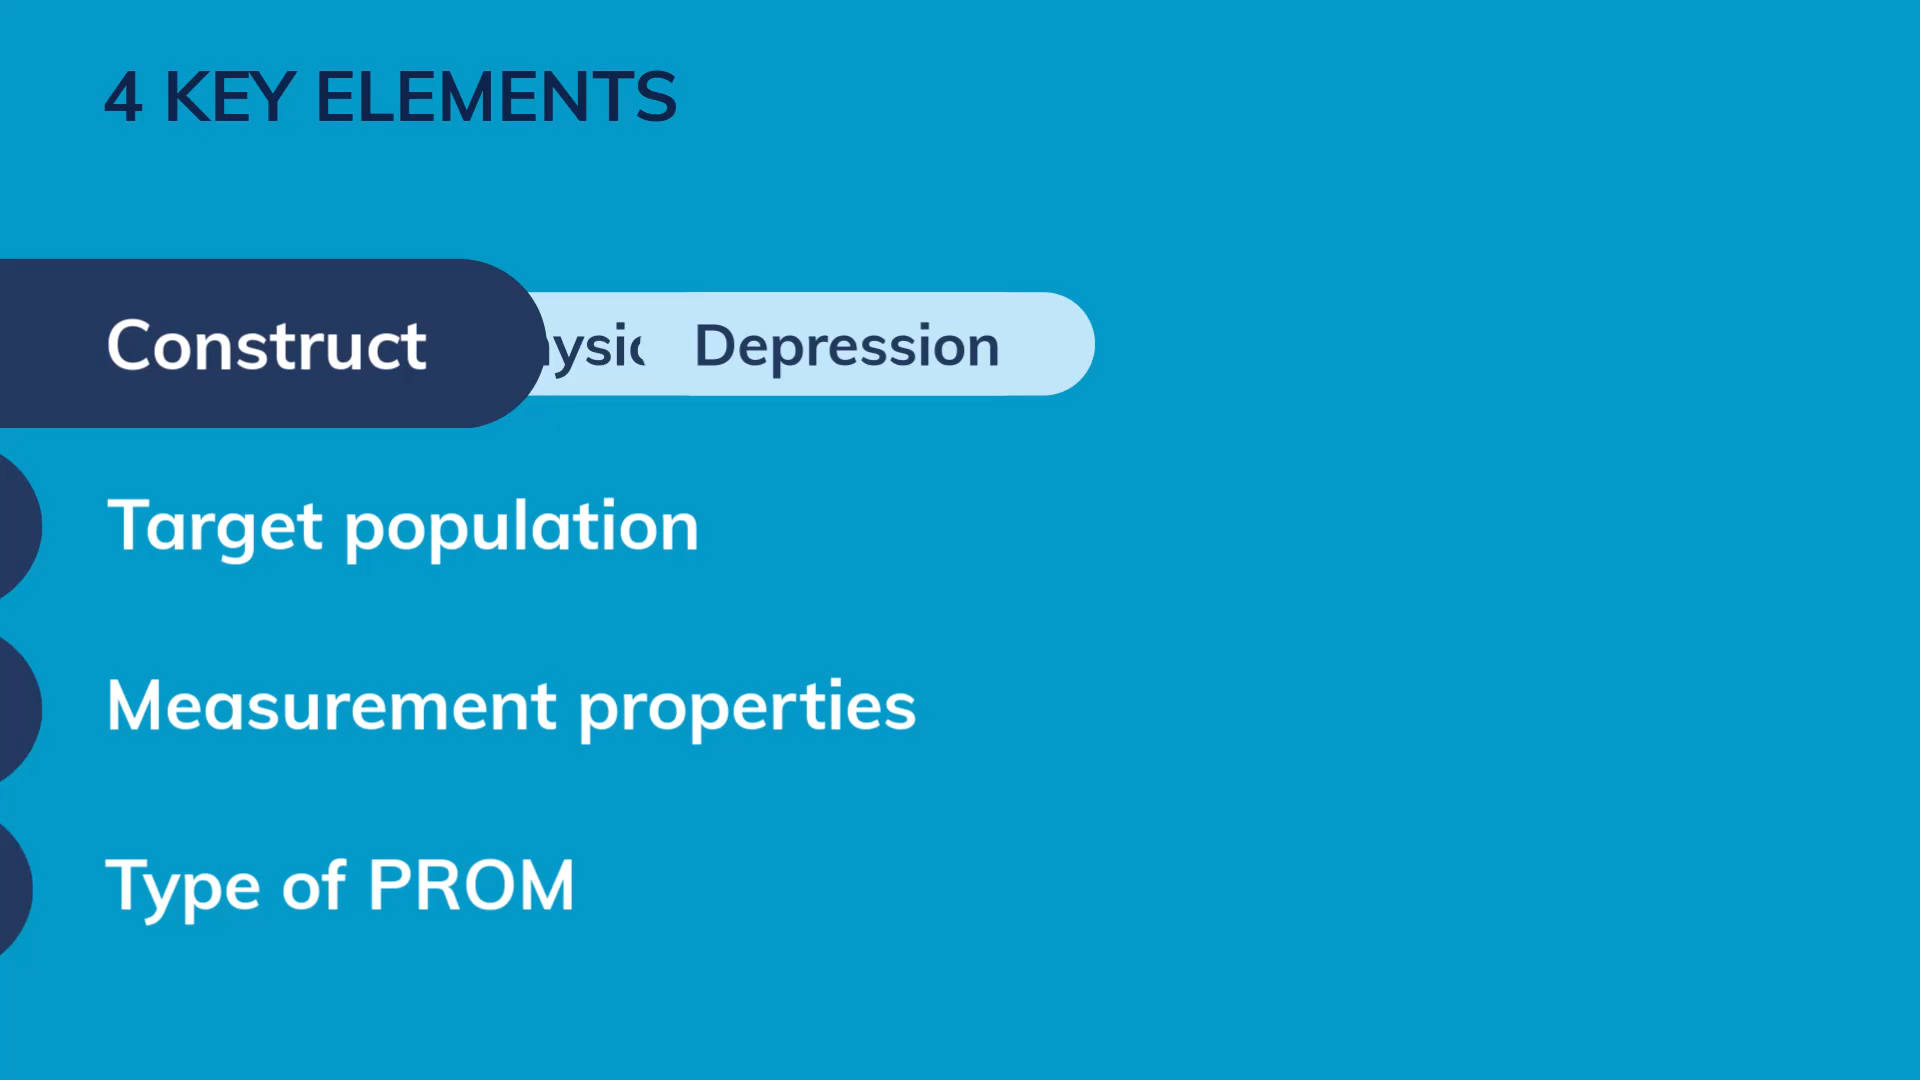 4 KEY ELEMENTS
Construct Depression
Target population
Measurement properties
Type of PROM